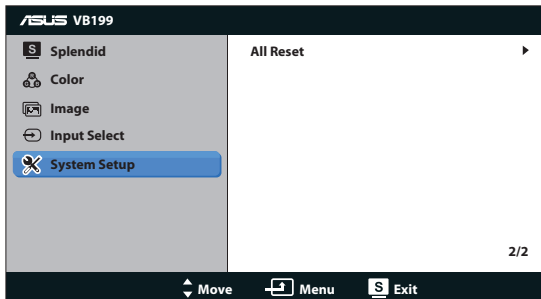 ASUS VB199
S Splendid
Color
Image
Input Select
System Setup
All Reset
2/2
Move Menu S Exit